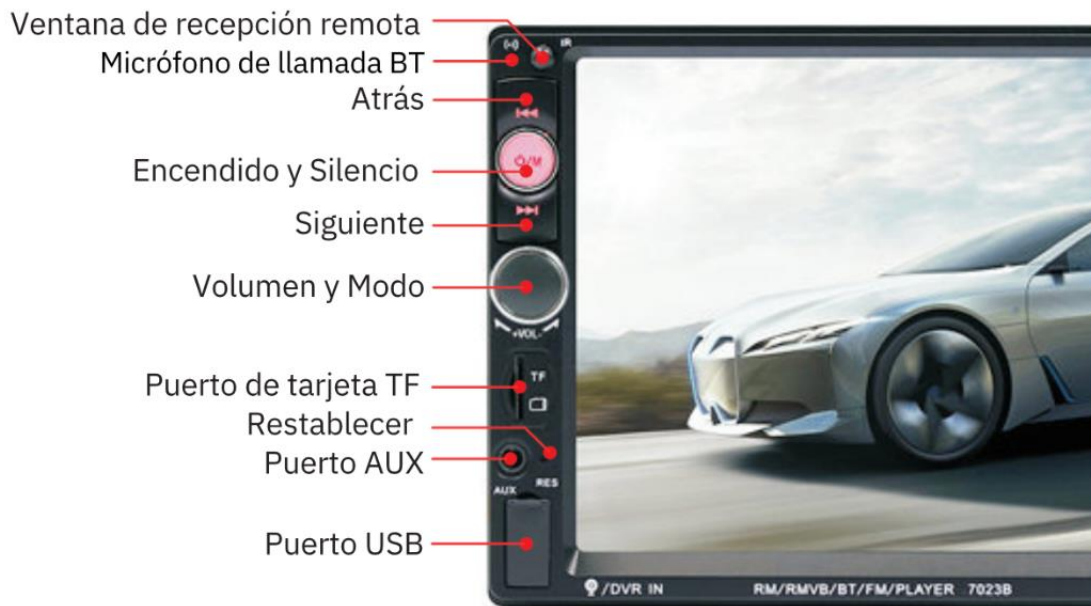 Ventana de recepción remota
Micrófono de llamada BT
IR
Atrás
Encendido y Silencio
⏻/M
Siguiente
Volumen y Modo
+VOL-
Puerto de tarjeta TF
TF
Restablecer
Puerto AUX
AUX
RES
Puerto USB
/DVR IN
RM/RMVB/BT/FM/PLAYER 7023B